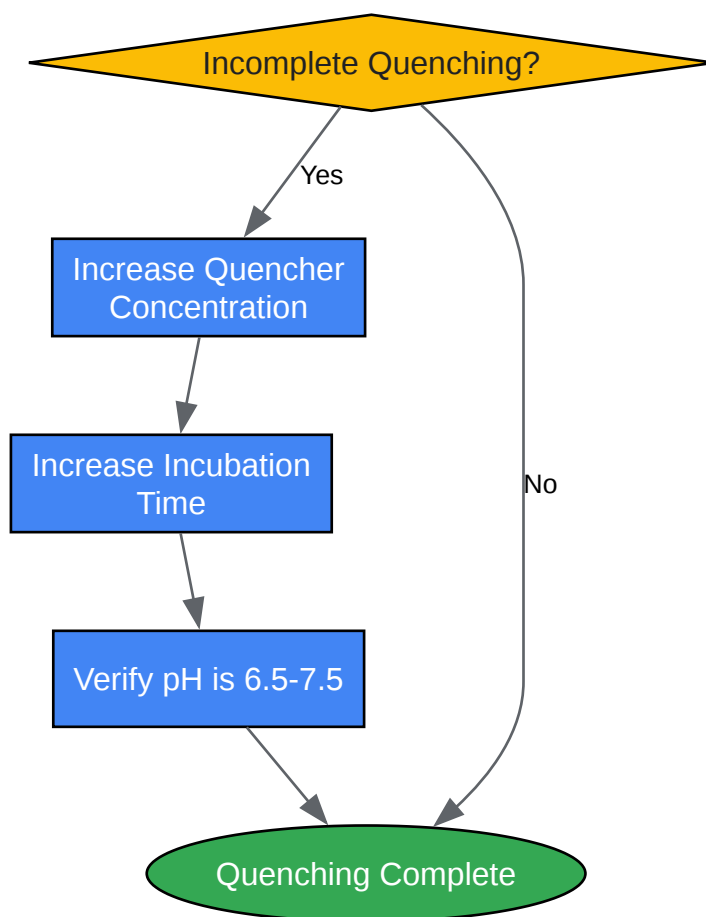 Incomplete Quenching?
Yes
Increase Quencher
Concentration
Increase Incubation
Time
No
Verify pH is 6.5-7.5
Quenching Complete